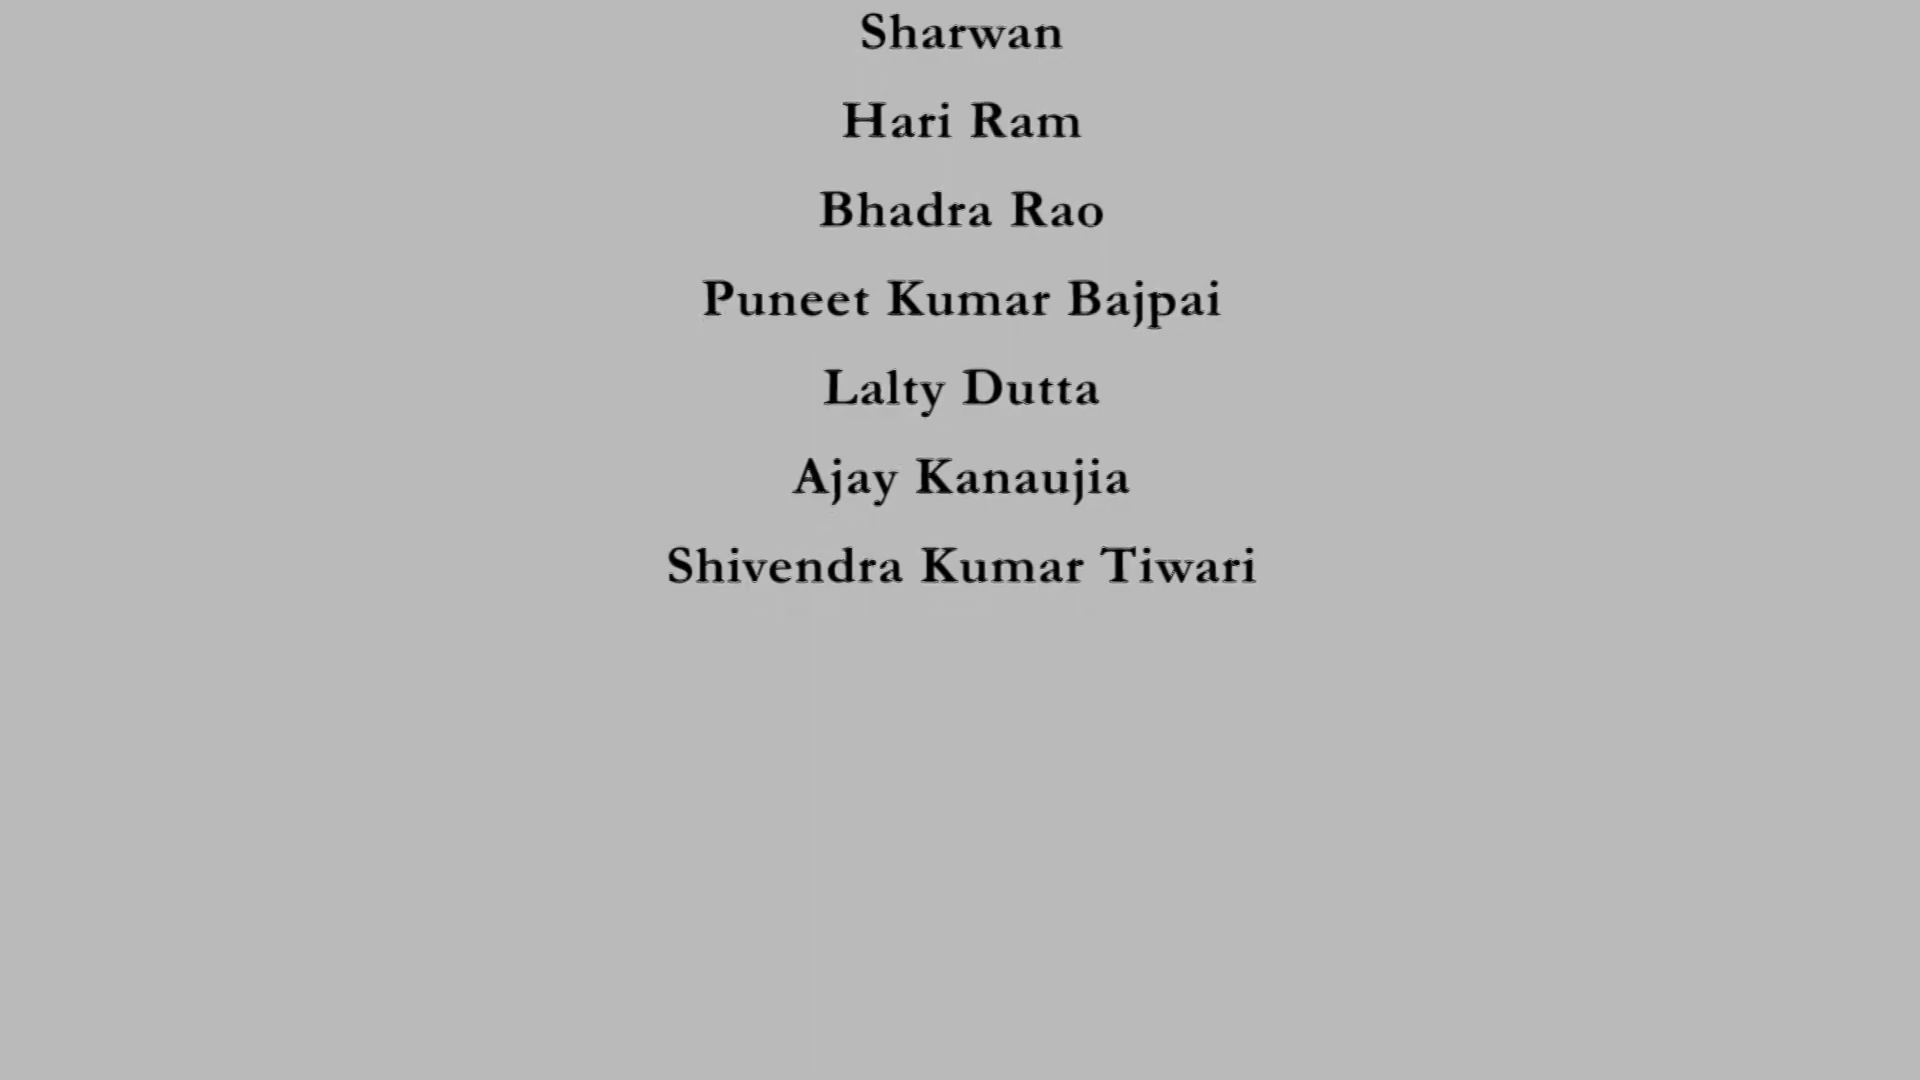 Sharwan
Hari Ram
Bhadra Rao
Puneet Kumar Bajpai
Lalty Dutta
Ajay Kanaujia
Shivendra Kumar Tiwari